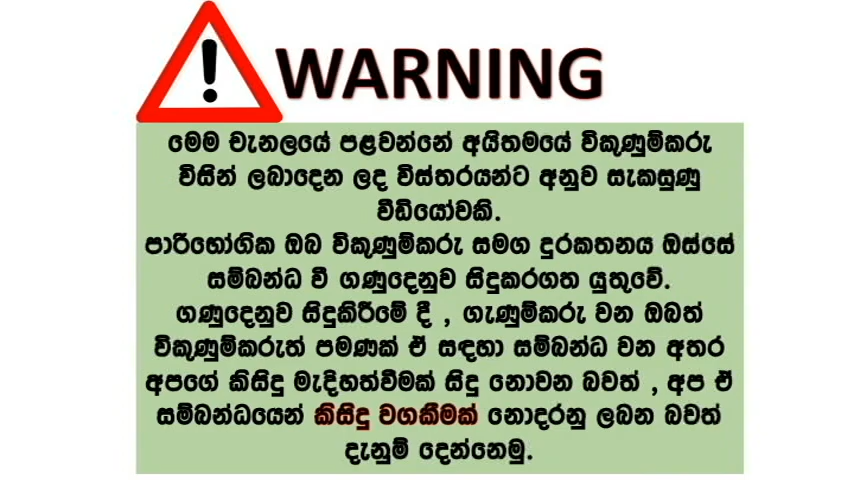 WARNING
මෙම චැනලයේ පළවන්නේ අයිතමයේ විකුණුම්කරු
විසින් ලබාදෙන ලද විස්තරයන්ට අනුව සැකසුණු
වීඩියෝවකි.
පාරිභෝගික ඔබ විකුණුම්කරු සමග දුරකතනය ඔස්සේ
සම්බන්ධ වී ගණුදෙනුව සිදුකරගත යුතුවේ.
ගණුදෙනුව සිදුකිරීමේ දී , ගැණුම්කරු වන ඔබත්
විකුණුම්කරුත් පමණක් ඒ සඳහා සම්බන්ධ වන අතර
අපගේ කිසිදු මැදිහත්වීමක් සිදු නොවන බවත් , අප ඒ
සම්බන්ධයෙන් කිසිදු වගකීමක් නොදරනු ලබන බවත්
දැනුම් දෙන්නෙමු.